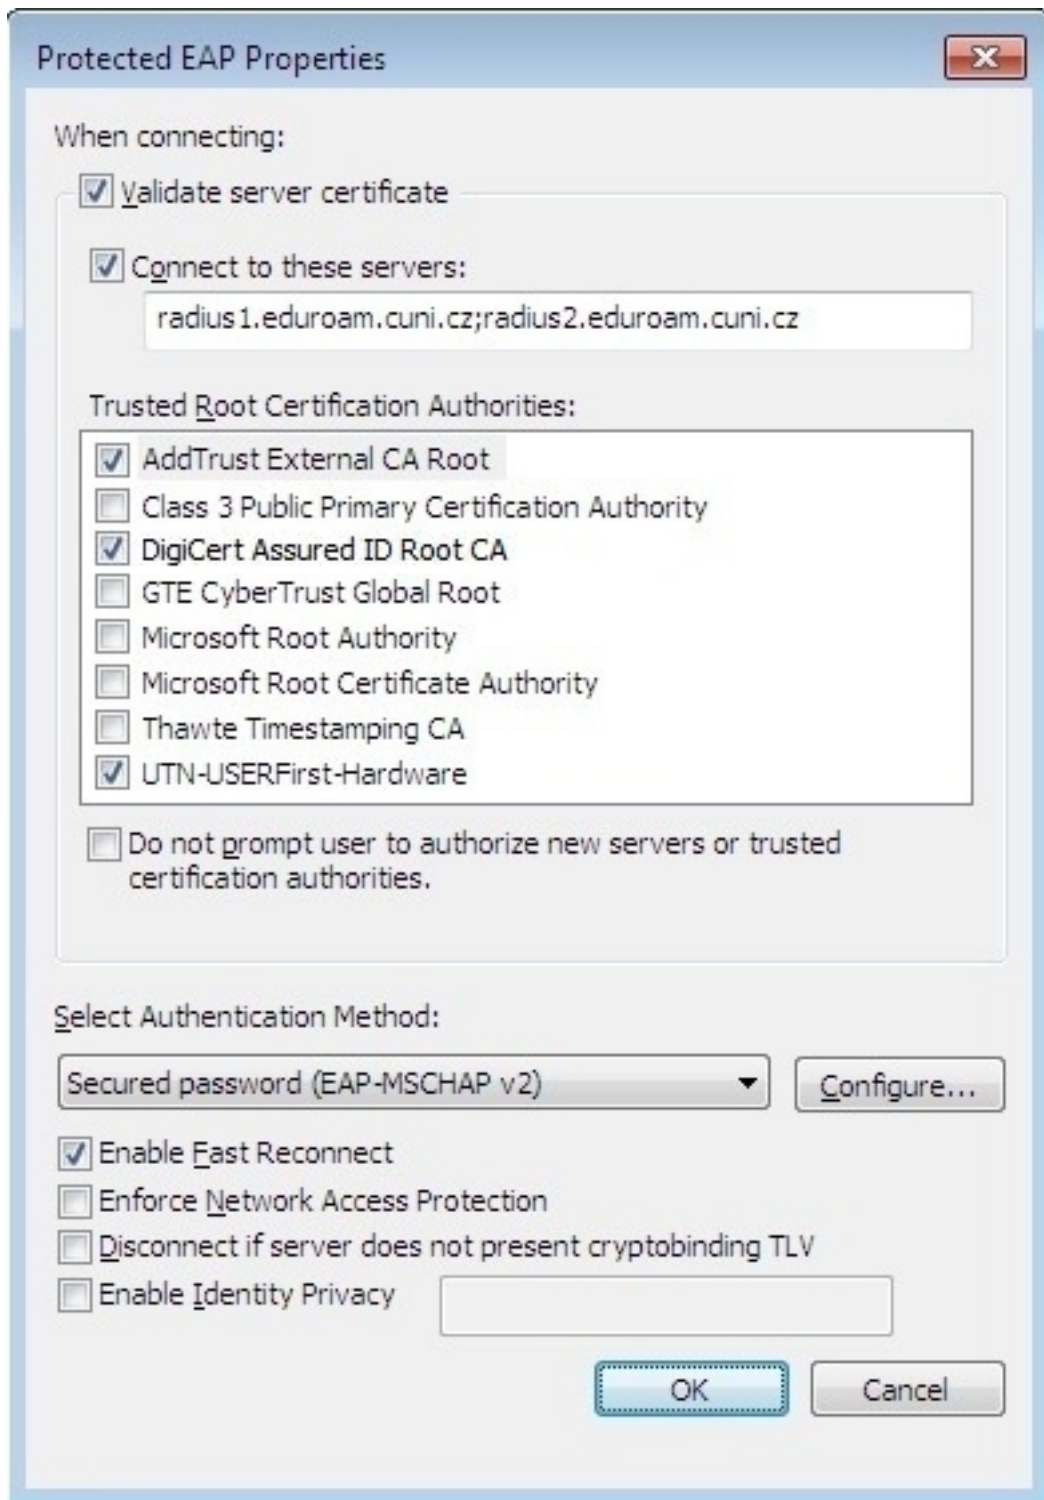 Protected EAP Properties
When connecting:
Validate server certificate
Connect to these servers:
radius1.eduroam.cuni.cz;radius2.eduroam.cuni.cz
Trusted Root Certification Authorities:
AddTrust External CA Root
Class 3 Public Primary Certification Authority
DigiCert Assured ID Root CA
GTE CyberTrust Global Root
Microsoft Root Authority
Microsoft Root Certificate Authority
Thawte Timestamping CA
UTN-USERFirst-Hardware
Do not prompt user to authorize new servers or trusted
certification authorities.
Select Authentication Method:
Secured password (EAP-MSCHAP v2)
Configure...
Enable Fast Reconnect
Enforce Network Access Protection
Disconnect if server does not present cryptobinding TLV
Enable Identity Privacy
OK
Cancel